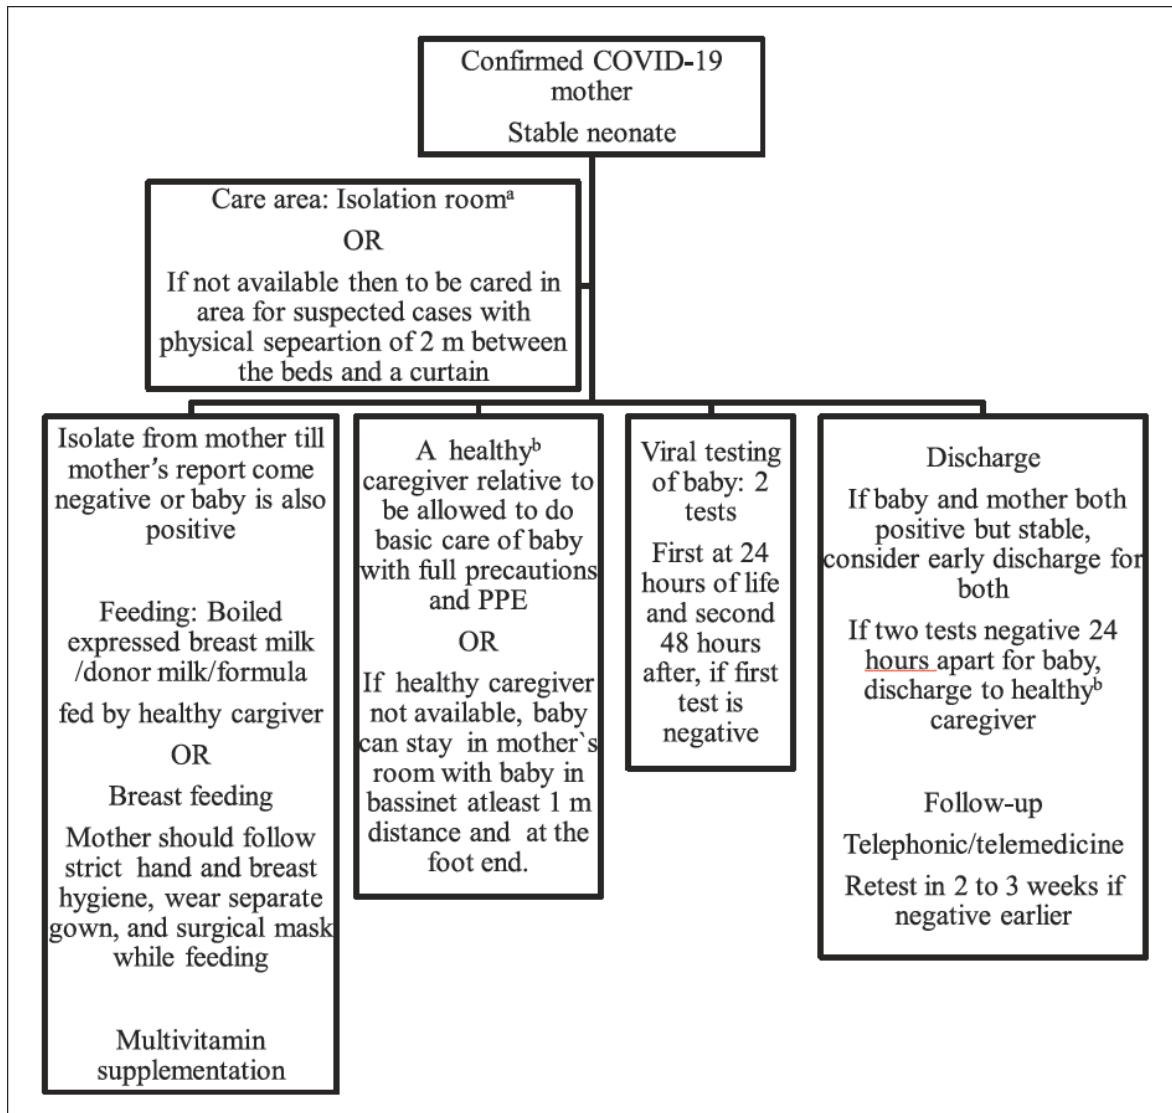 Confirmed COVID-19
mother
Stable neonate
Care area: Isolation roomᵃ
OR
If not available then to be cared in
area for suspected cases with
physical sepeartion of 2 m between
the beds and a curtain
Isolate from mother till
mother's report come
negative or baby is also
positive
Feeding: Boiled
expressed breast milk
/donor milk/formula
fed by healthy cargiver
OR
Breast feeding
Mother should follow
strict hand and breast
hygiene, wear separate
gown, and surgical mask
while feeding
Multivitamin
supplementation
A healthyᵇ
caregiver relative to
be allowed to do
basic care of baby
with full precautions
and PPE
OR
If healthy caregiver
not available, baby
can stay in mother`s
room with baby in
bassinet atleast 1 m
distance and at the
foot end.
Viral testing
of baby: 2
tests
First at 24
hours of life
and second
48 hours
after, if first
test is
negative
Discharge
If baby and mother both
positive but stable,
consider early discharge for
both
If two tests negative 24
hours apart for baby,
discharge to healthyᵇ
caregiver
Follow-up
Telephonic/telemedicine
Retest in 2 to 3 weeks if
negative earlier